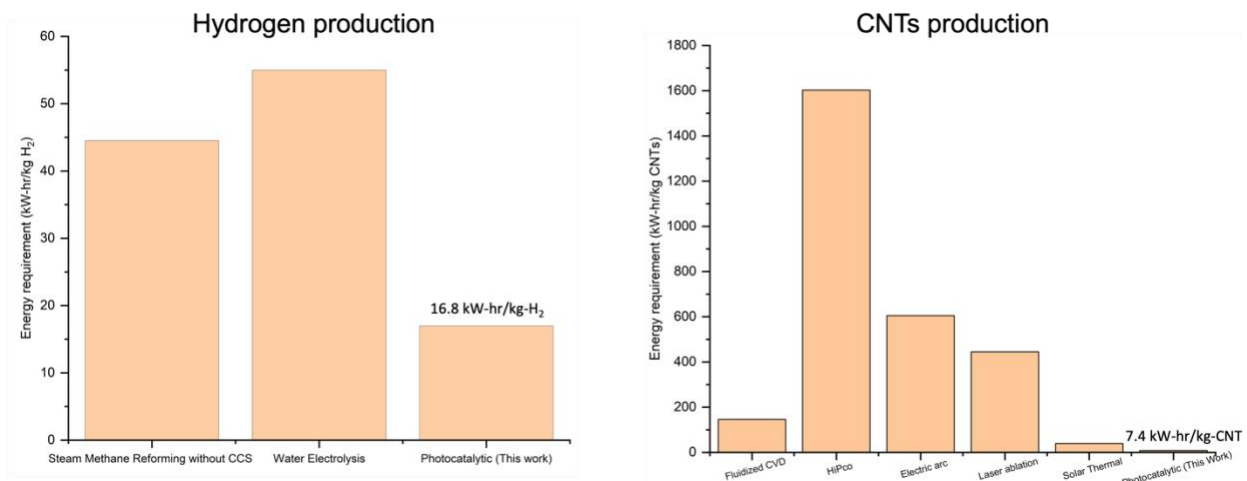 Hydrogen production
Energy requirement (kW-hr/kg H₂)
60
50
40
30
20
10
0
16.8 kW-hr/kg-H₂
Steam Methane Reforming without CCS
Water Electrolysis
Photocatalytic (This work)
CNTs production
Energy requirement (kW-hr/kg CNTs)
1800
1600
1400
1200
1000
800
600
400
200
0
7.4 kW-hr/kg-CNT
Fluidized CVD
HiPco
Electric arc
Laser ablation
Solar Thermal
Photocatalytic (This Work)